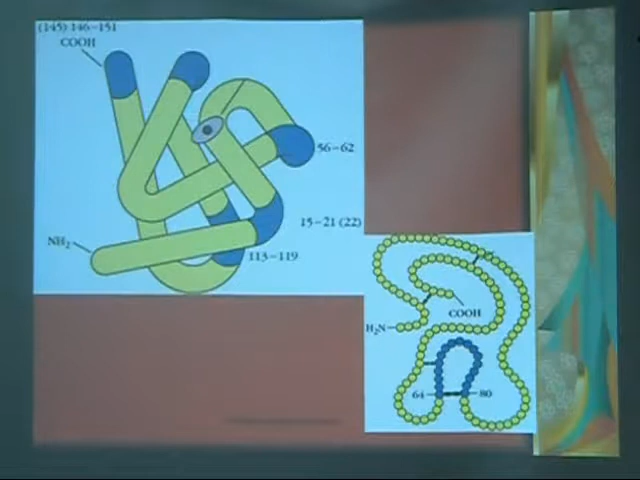 (145) 146–151
COOH
56–62
15–21 (22)
NH₂
113–119
COOH
H₂N
64
80